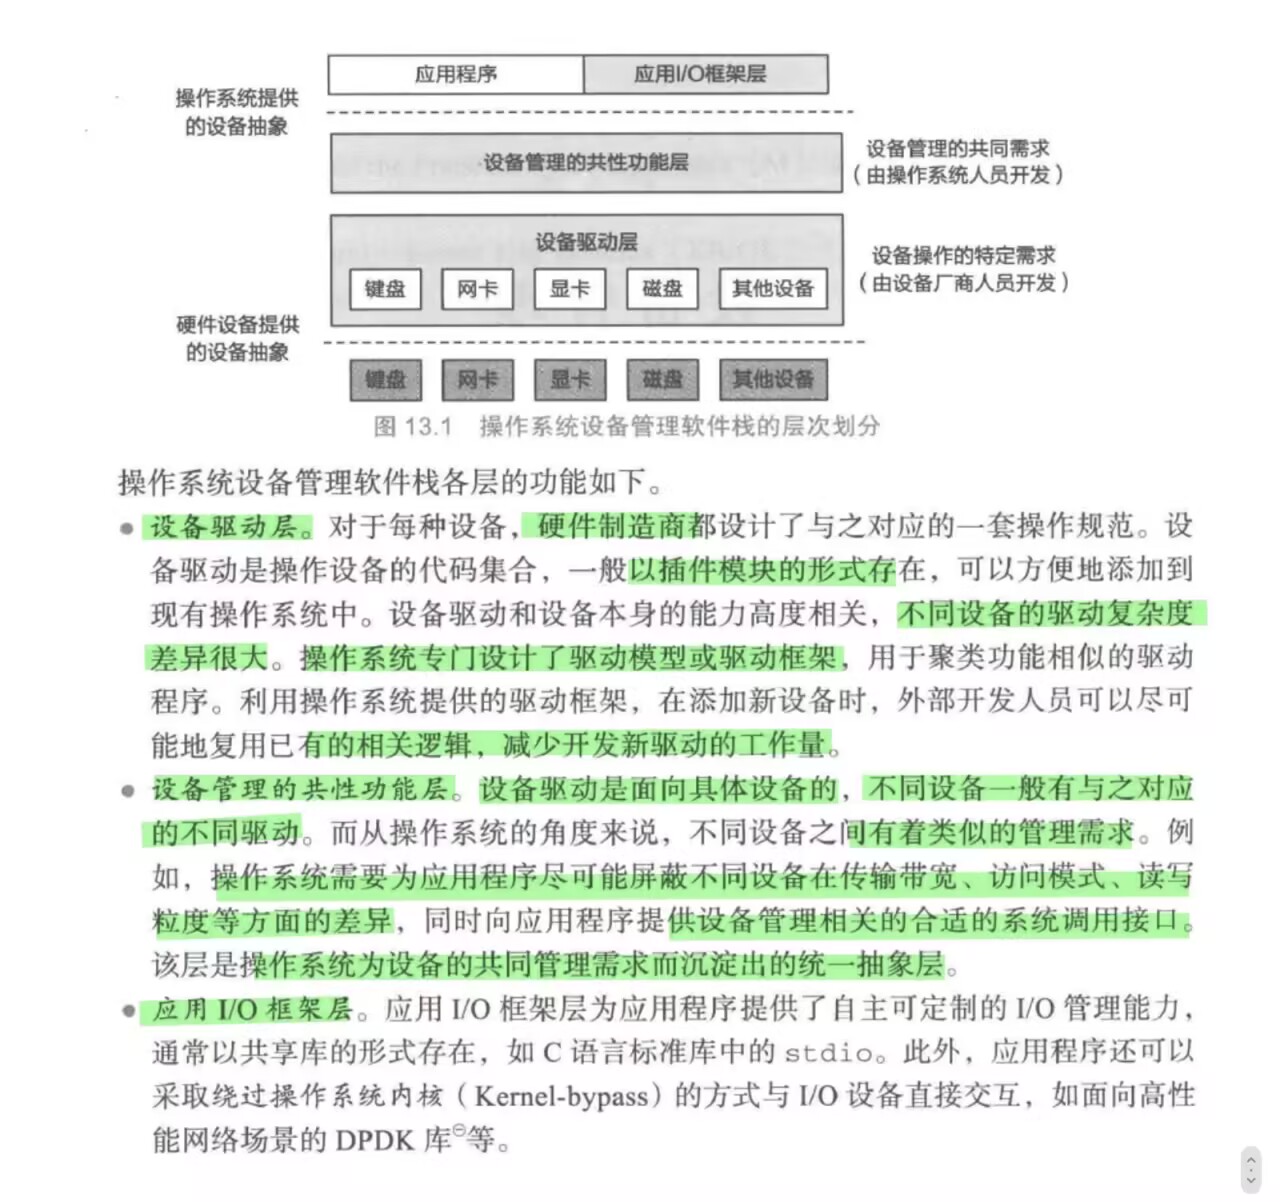 应用程序
应用I/O框架层
操作系统提供
的设备抽象
设备管理的共性功能层
设备管理的共同需求
（由操作系统人员开发）
设备驱动层
键盘 网卡 显卡 磁盘 其他设备
设备操作的特定需求
（由设备厂商人员开发）
硬件设备提供
的设备抽象
键盘 网卡 显卡 磁盘 其他设备
图 13.1 操作系统设备管理软件栈的层次划分
操作系统设备管理软件栈各层的功能如下。
● 设备驱动层。对于每种设备，硬件制造商都设计了与之对应的一套操作规范。设
备驱动是操作设备的代码集合，一般以插件模块的形式存在，可以方便地添加到
现有操作系统中。设备驱动和设备本身的能力高度相关，不同设备的驱动复杂度
差异很大。操作系统专门设计了驱动模型或驱动框架，用于聚类功能相似的驱动
程序。利用操作系统提供的驱动框架，在添加新设备时，外部开发人员可以尽可
能地复用已有的相关逻辑，减少开发新驱动的工作量。
● 设备管理的共性功能层。设备驱动是面向具体设备的，不同设备一般有与之对应
的不同驱动。而从操作系统的角度来说，不同设备之间有着类似的管理需求。例
如，操作系统需要为应用程序尽可能屏蔽不同设备在传输带宽、访问模式、读写
粒度等方面的差异，同时向应用程序提供设备管理相关的合适的系统调用接口。
该层是操作系统为设备的共同管理需求而沉淀出的统一抽象层。
● 应用 I/O 框架层。应用 I/O 框架层为应用程序提供了自主可定制的 I/O 管理能力，
通常以共享库的形式存在，如 C 语言标准库中的 stdio。此外，应用程序还可以
采取绕过操作系统内核（Kernel-bypass）的方式与 I/O 设备直接交互，如面向高性
能网络场景的 DPDK 库㊀等。